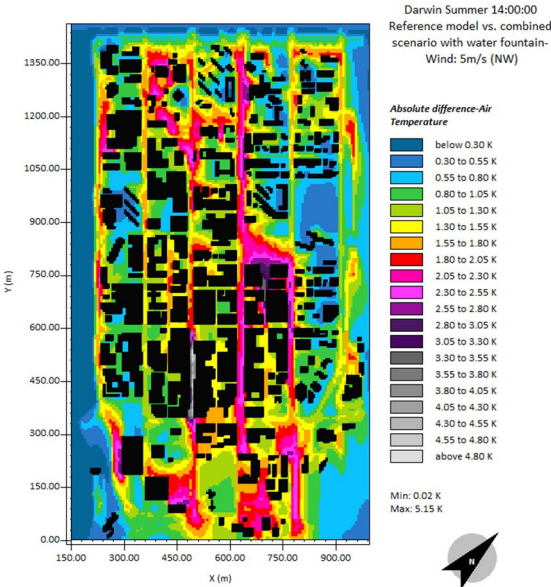 Darwin Summer 14:00:00
Reference model vs. combined
scenario with water fountain-
Wind: 5m/s (NW)
Absolute difference-Air
Temperature
below 0.30 K
0.30 to 0.55 K
0.55 to 0.80 K
0.80 to 1.05 K
1.05 to 1.30 K
1.30 to 1.55 K
1.55 to 1.80 K
1.80 to 2.05 K
2.05 to 2.30 K
2.30 to 2.55 K
2.55 to 2.80 K
2.80 to 3.05 K
3.05 to 3.30 K
3.30 to 3.55 K
3.55 to 3.80 K
3.80 to 4.05 K
4.05 to 4.30 K
4.30 to 4.55 K
4.55 to 4.80 K
above 4.80 K
Min: 0.02 K
Max: 5.15 K
N
Y (m)
1350.00
1200.00
1050.00
900.00
750.00
600.00
450.00
300.00
150.00
0.00
150.00 300.00 450.00 600.00 750.00 900.00
X (m)